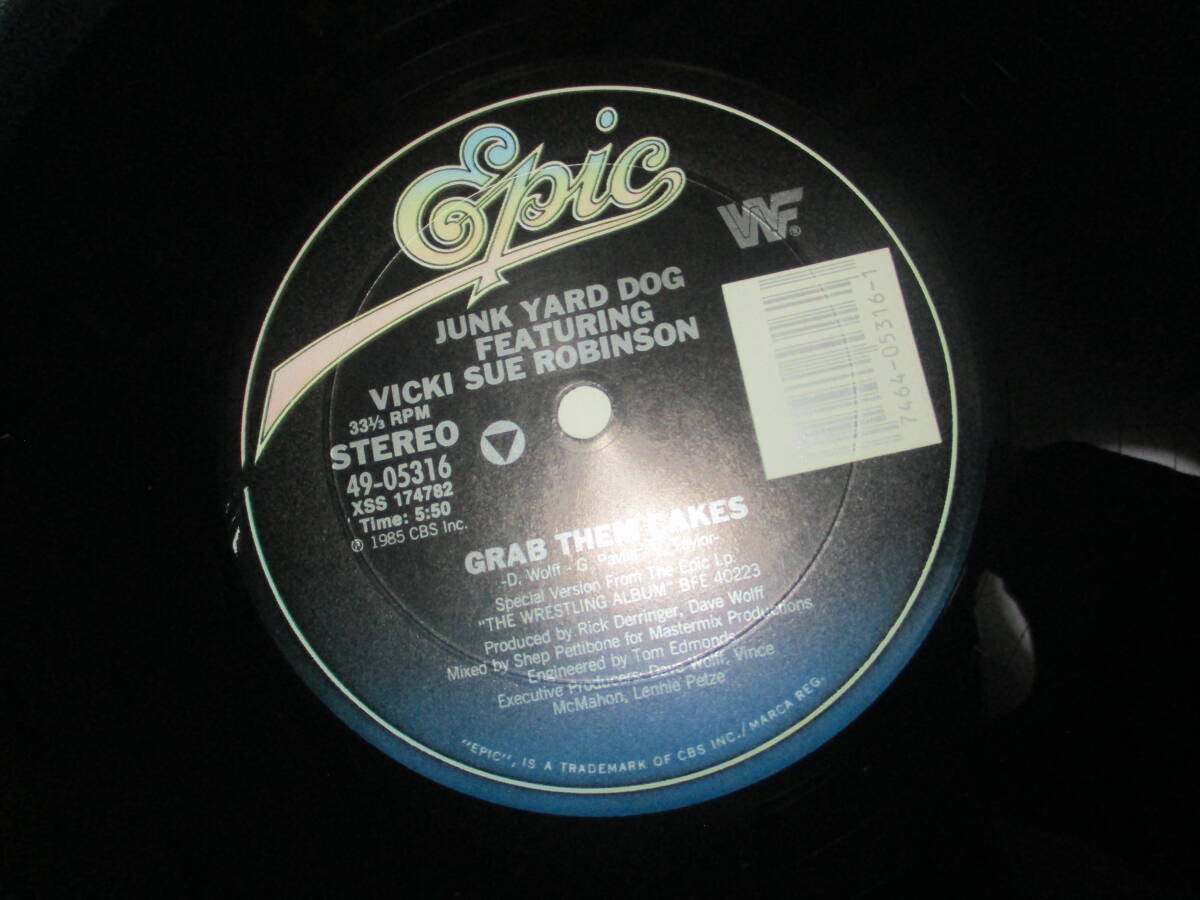 Epic
WF®
JUNK YARD DOG
FEATURING
VICKI SUE ROBINSON
33⅓ RPM
STEREO
49-05316
XSS 174782
Time: 5:50
℗ 1985 CBS Inc.
7464-05316-1
GRAB THEM CAKES
-D. Wolff - G. Taylor-
Special Version From The Epic Lp:
"THE WRESTLING ALBUM" BFE 40223
Produced by Rick Derringer, Dave Wolff
Mixed by Shep Pettibone for Mastermix Productions
Engineered by Tom Edmonds
Executive Producers: Dave Wolff, Vince
McMahon, Lennie Petze
"EPIC", IS A TRADEMARK OF CBS INC./MARCA REG.